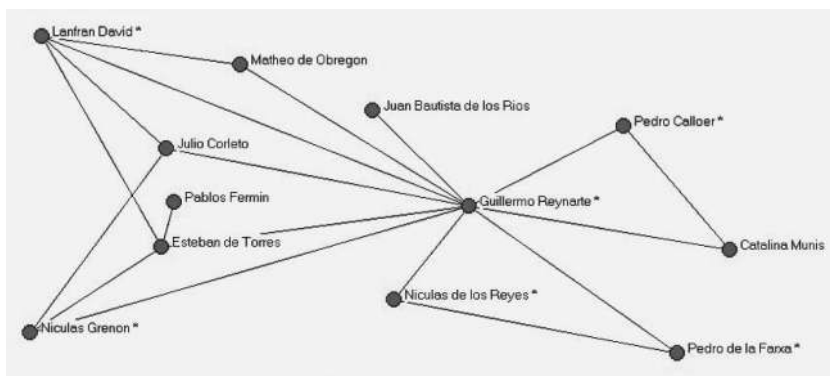 Lanfran David *
Matheo de Obregon
Juan Bautista de los Rios
Pedro Calloer *
Julio Corleto
Pablos Fermin
Guillermo Reynarte *
Esteban de Torres
Catalina Munis
Niculas de los Reyes *
Niculas Grenon *
Pedro de la Farxa *